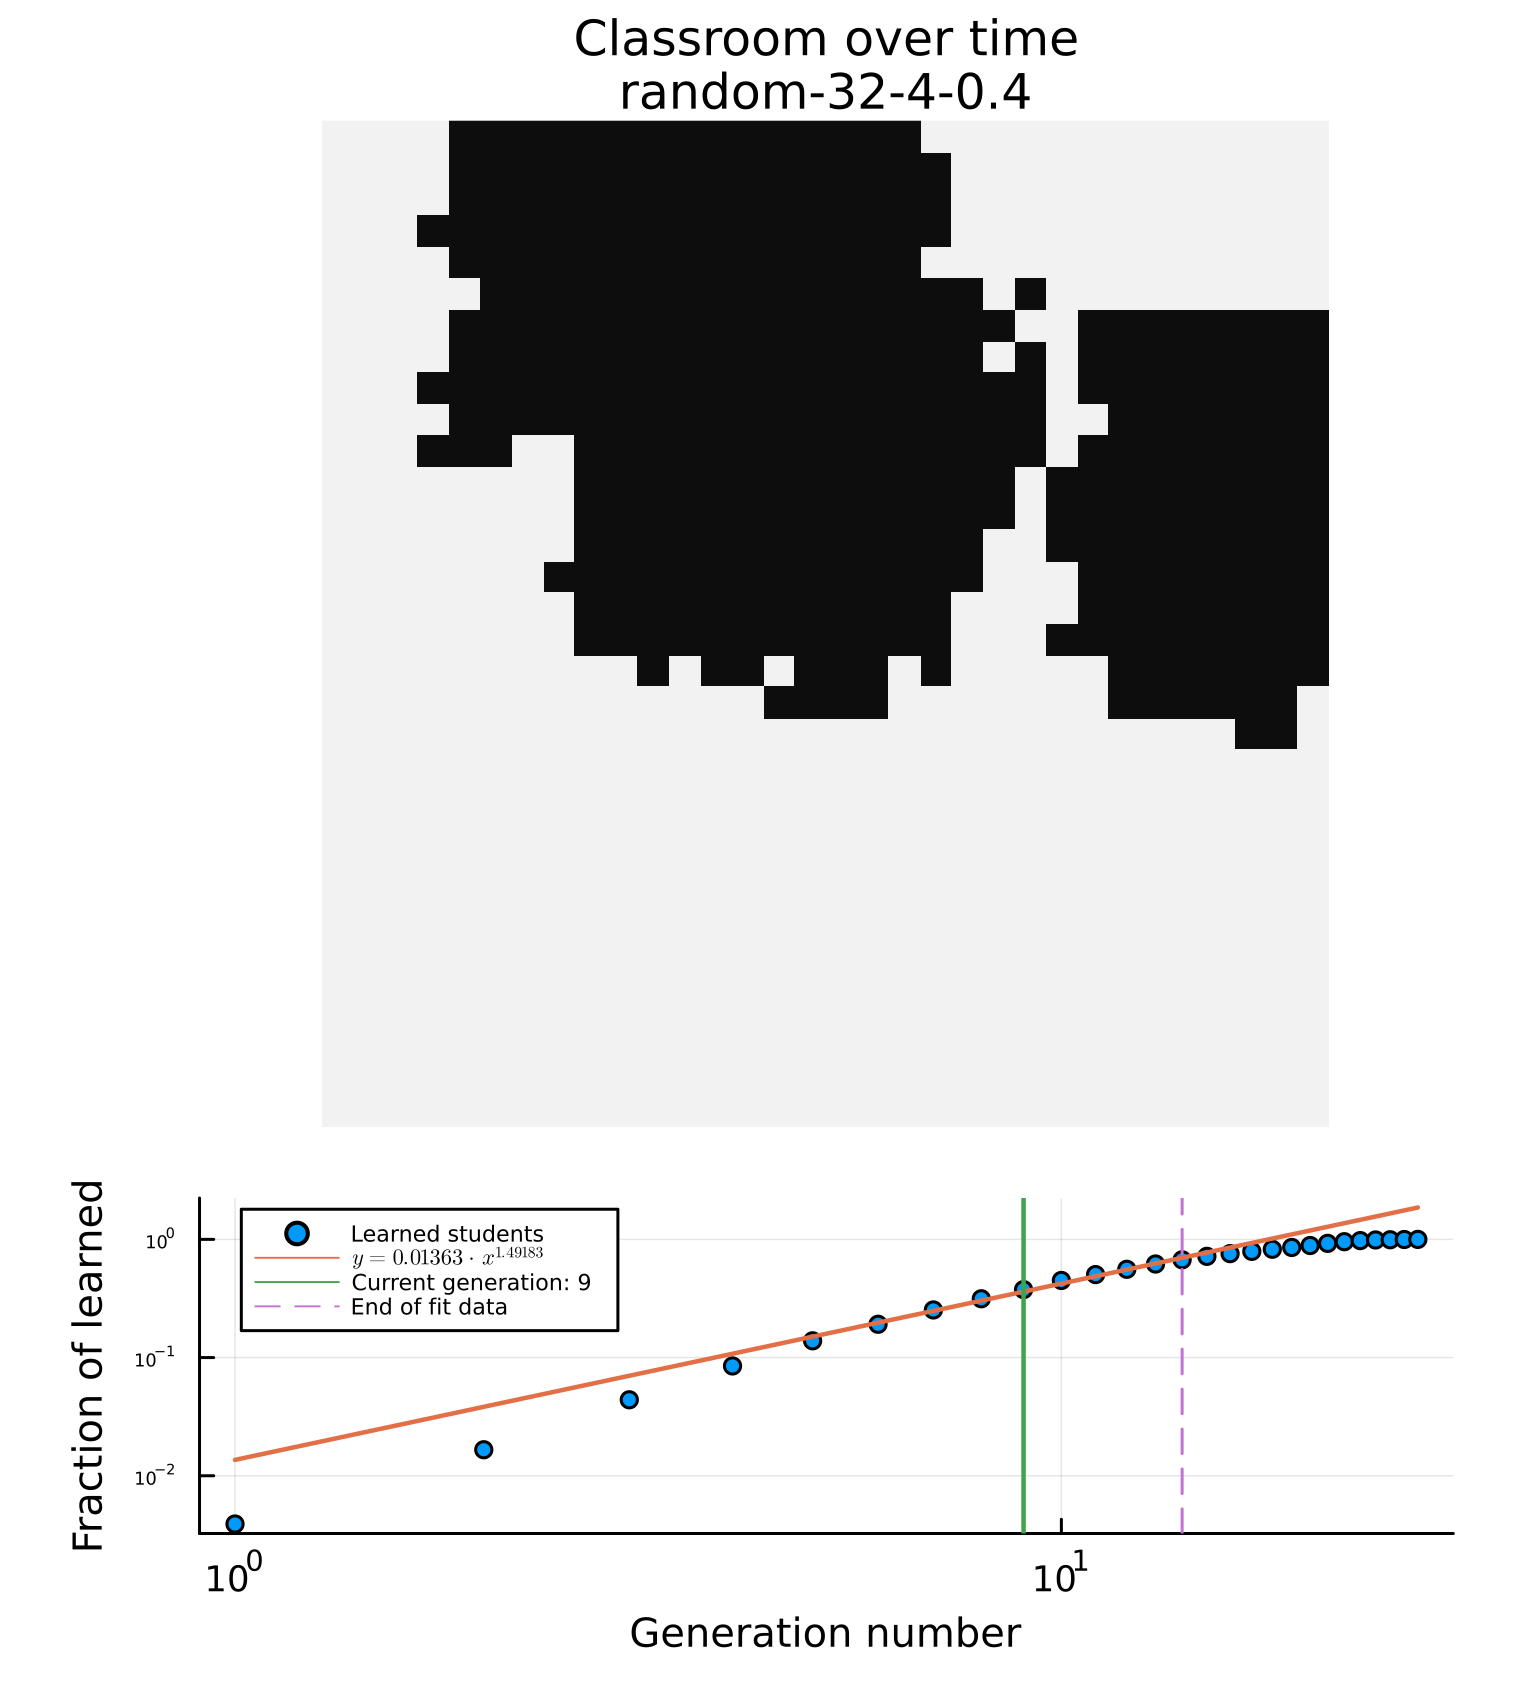 Classroom over time
random-32-4-0.4
Fraction of learned
10⁰
10⁻¹
10⁻²
Learned students
y = 0.01363 · x^1.49183
Current generation: 9
End of fit data
10⁰ 10¹
Generation number